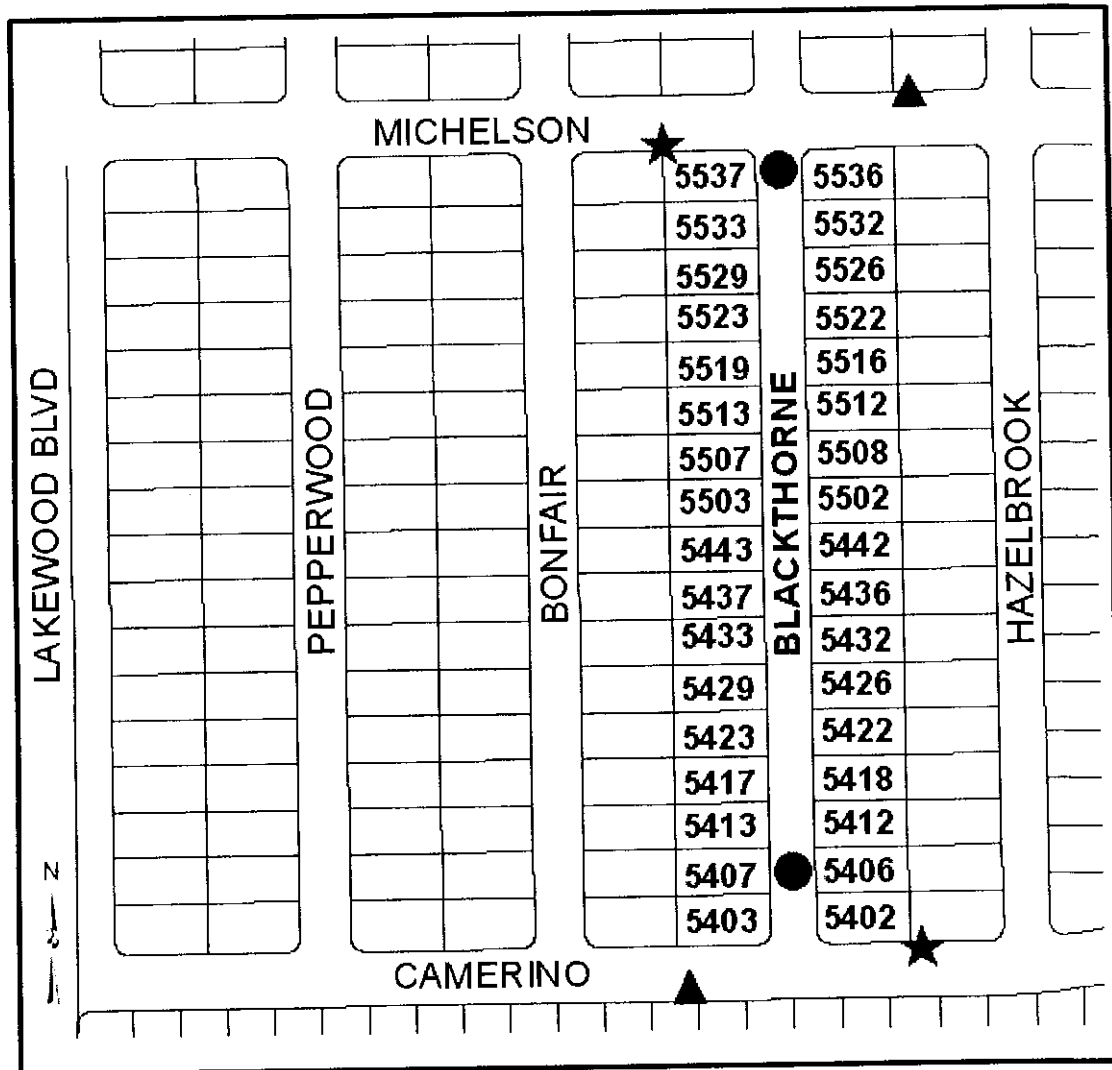 MICHELSON
5537 5536
5533 5532
5529 5526
5523 5522
5519 5516
5513 5512
5507 5508
5503 5502
5443 5442
5437 5436
5433 5432
5429 5426
5423 5422
5417 5418
5413 5412
5407 5406
5403 5402
LAKEWOOD BLVD
PEPPERWOOD
BONFAIR
BLACKTHORNE
HAZELBROOK
N
CAMERINO